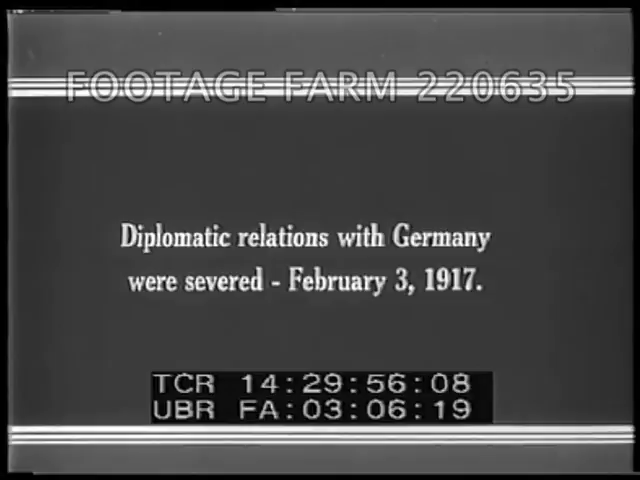 FOOTAGE FARM 220635
Diplomatic relations with Germany
were severed - February 3, 1917.
TCR 14:29:56:08
UBR FA:03:06:19